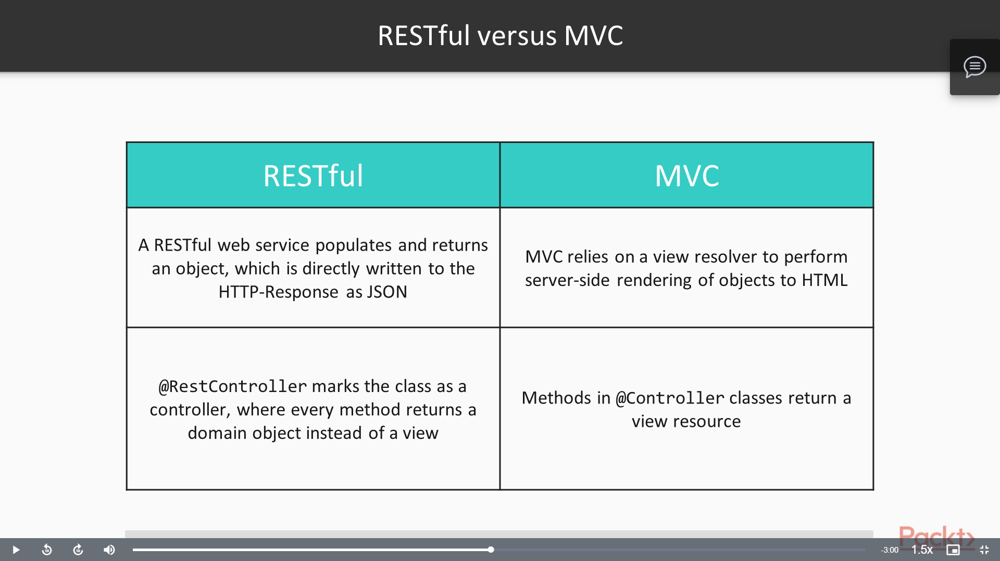 RESTful versus MVC
RESTful
MVC
A RESTful web service populates and returns
an object, which is directly written to the
HTTP-Response as JSON
MVC relies on a view resolver to perform
server-side rendering of objects to HTML
@RestController marks the class as a
controller, where every method returns a
domain object instead of a view
Methods in @Controller classes return a
view resource
Packt>
10
10
-3:00
1.5x